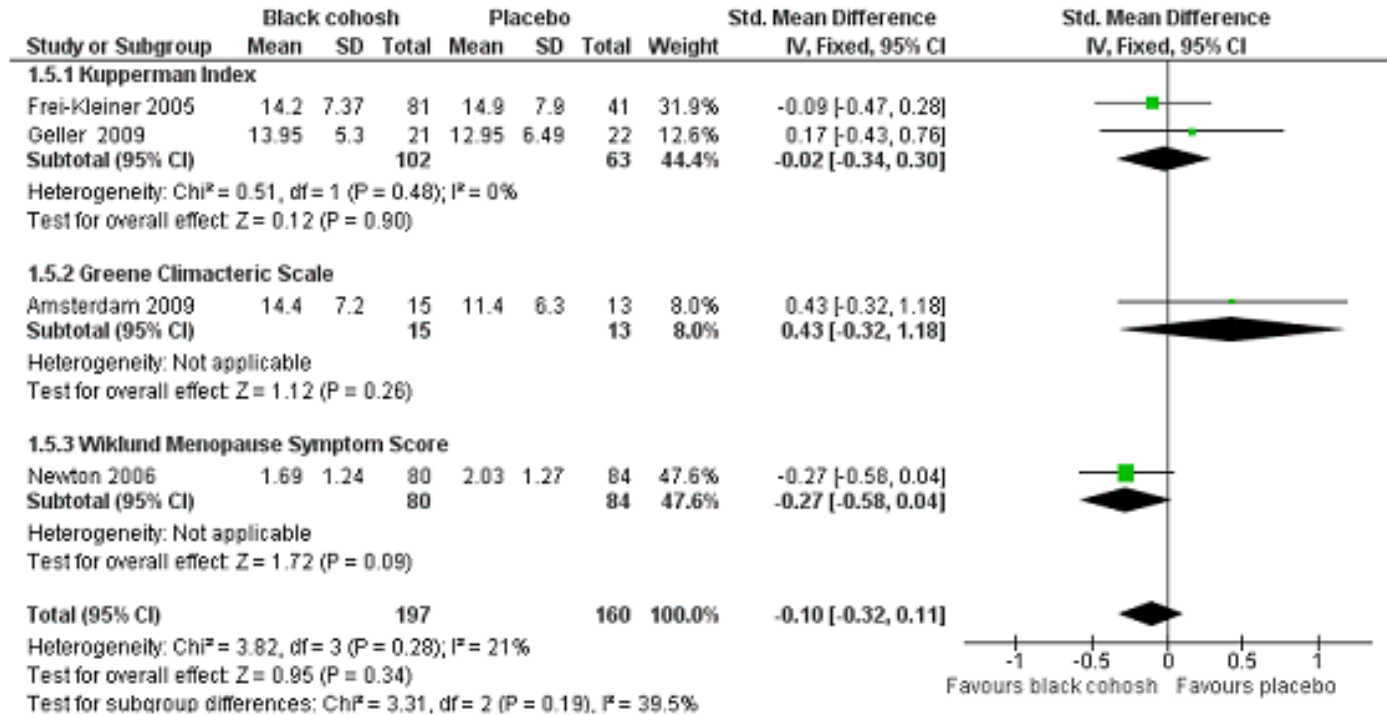 Black cohosh Placebo Std. Mean Difference Std. Mean Difference
Study or Subgroup Mean SD Total Mean SD Total Weight IV, Fixed, 95% CI IV, Fixed, 95% CI
1.5.1 Kupperman Index
Frei-Kleiner 2005 14.2 7.37 81 14.9 7.9 41 31.9% -0.09 [-0.47, 0.28]
Geller 2009 13.95 5.3 21 12.95 6.49 22 12.6% 0.17 [-0.43, 0.76]
Subtotal (95% CI) 102 63 44.4% -0.02 [-0.34, 0.30]
Heterogeneity: Chi² = 0.51, df = 1 (P = 0.48); I² = 0%
Test for overall effect: Z = 0.12 (P = 0.90)
1.5.2 Greene Climacteric Scale
Amsterdam 2009 14.4 7.2 15 11.4 6.3 13 8.0% 0.43 [-0.32, 1.18]
Subtotal (95% CI) 15 13 8.0% 0.43 [-0.32, 1.18]
Heterogeneity: Not applicable
Test for overall effect: Z = 1.12 (P = 0.26)
1.5.3 Wiklund Menopause Symptom Score
Newton 2006 1.69 1.24 80 2.03 1.27 84 47.6% -0.27 [-0.58, 0.04]
Subtotal (95% CI) 80 84 47.6% -0.27 [-0.58, 0.04]
Heterogeneity: Not applicable
Test for overall effect: Z = 1.72 (P = 0.09)
Total (95% CI) 197 160 100.0% -0.10 [-0.32, 0.11]
Heterogeneity: Chi² = 3.82, df = 3 (P = 0.28); I² = 21%
Test for overall effect: Z = 0.95 (P = 0.34)
Test for subgroup differences: Chi² = 3.31, df = 2 (P = 0.19), I² = 39.5%
-1 -0.5 0 0.5 1
Favours black cohosh Favours placebo